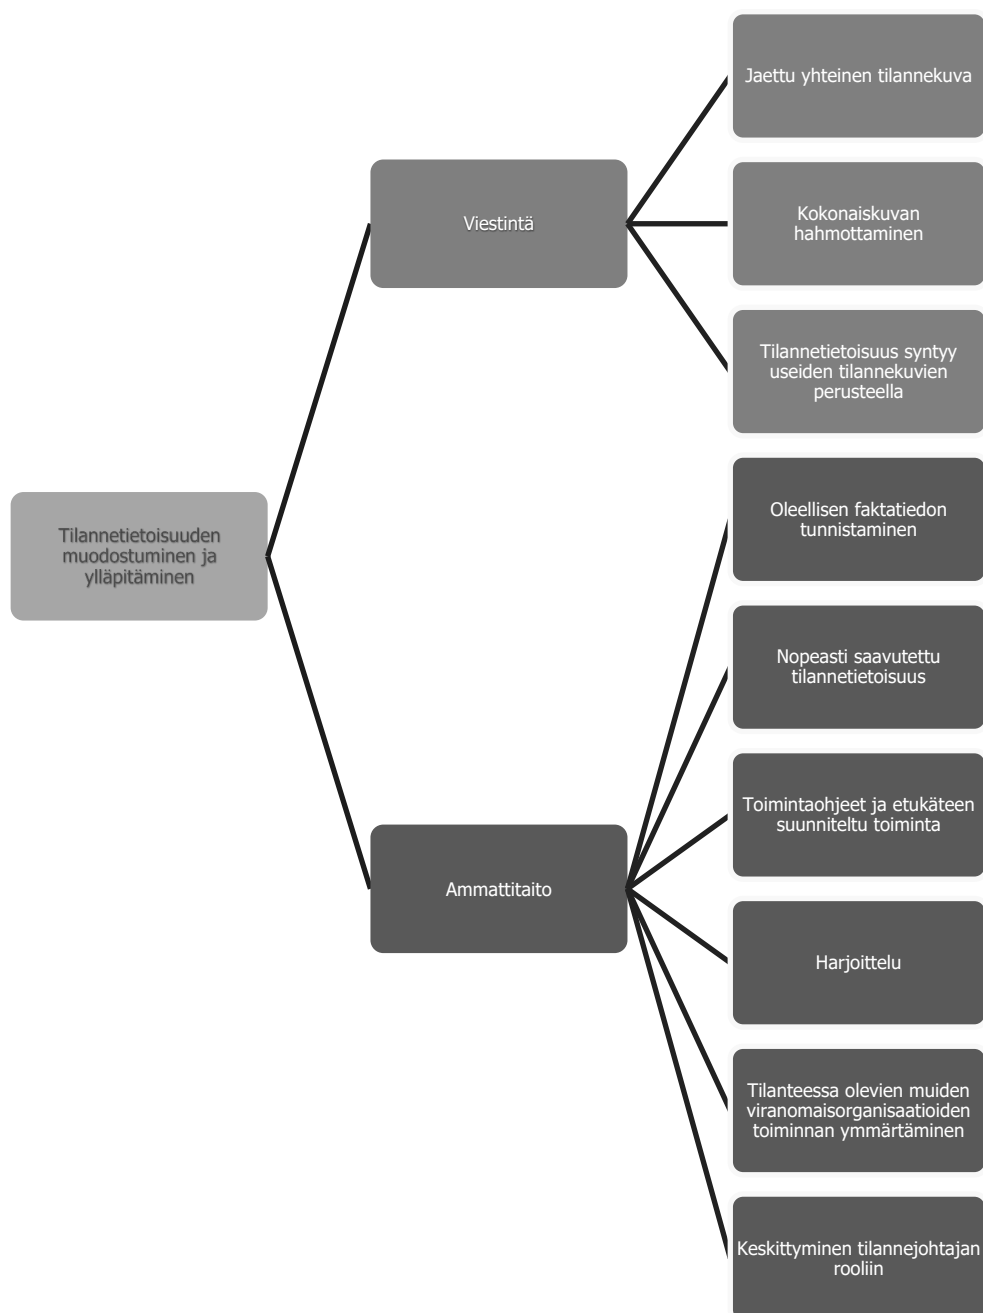 Jaettu yhteinen tilannekuva
Viestintä
Kokonaiskuvan
hahmottaminen
Tilannetietoisuus syntyy
useiden tilannekuvien
perusteella
Tilannetietoisuuden
muodostuminen ja
ylläpitäminen
Oleellisen faktatiedon
tunnistaminen
Nopeasti saavutettu
tilannetietoisuus
Toimintaohjeet ja etukäteen
suunniteltu toiminta
Ammattitaito
Harjoittelu
Tilanteessa olevien muiden
viranomaisorganisaatioiden
toiminnan ymmärtäminen
Keskittyminen tilannejohtajan
rooliin